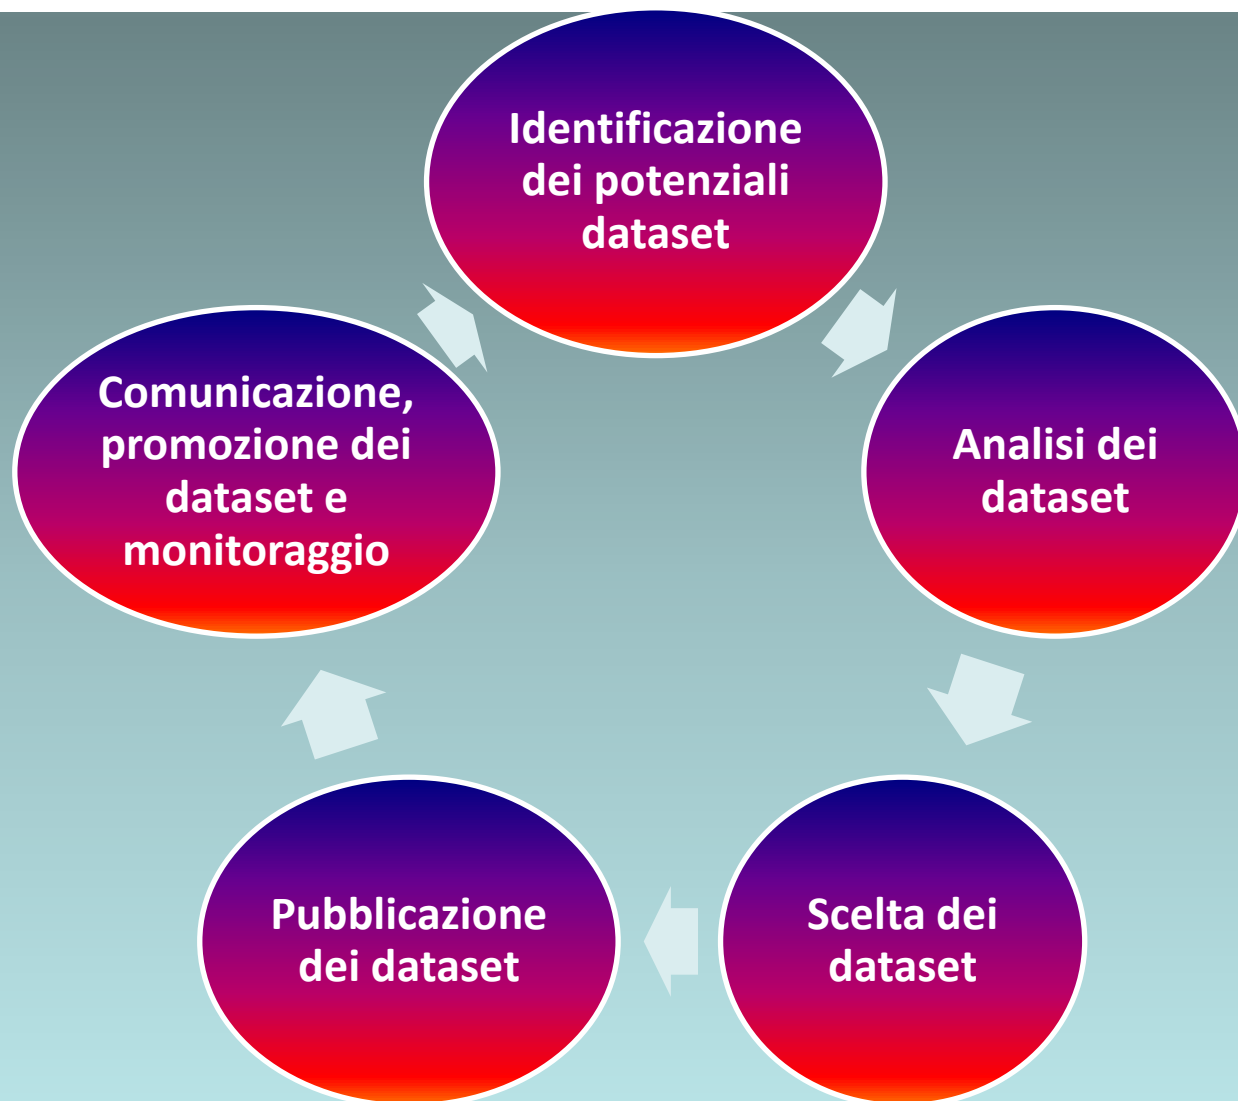 Identificazione
dei potenziali
dataset
Analisi dei
dataset
Scelta dei
dataset
Pubblicazione
dei dataset
Comunicazione,
promozione dei
dataset e
monitoraggio